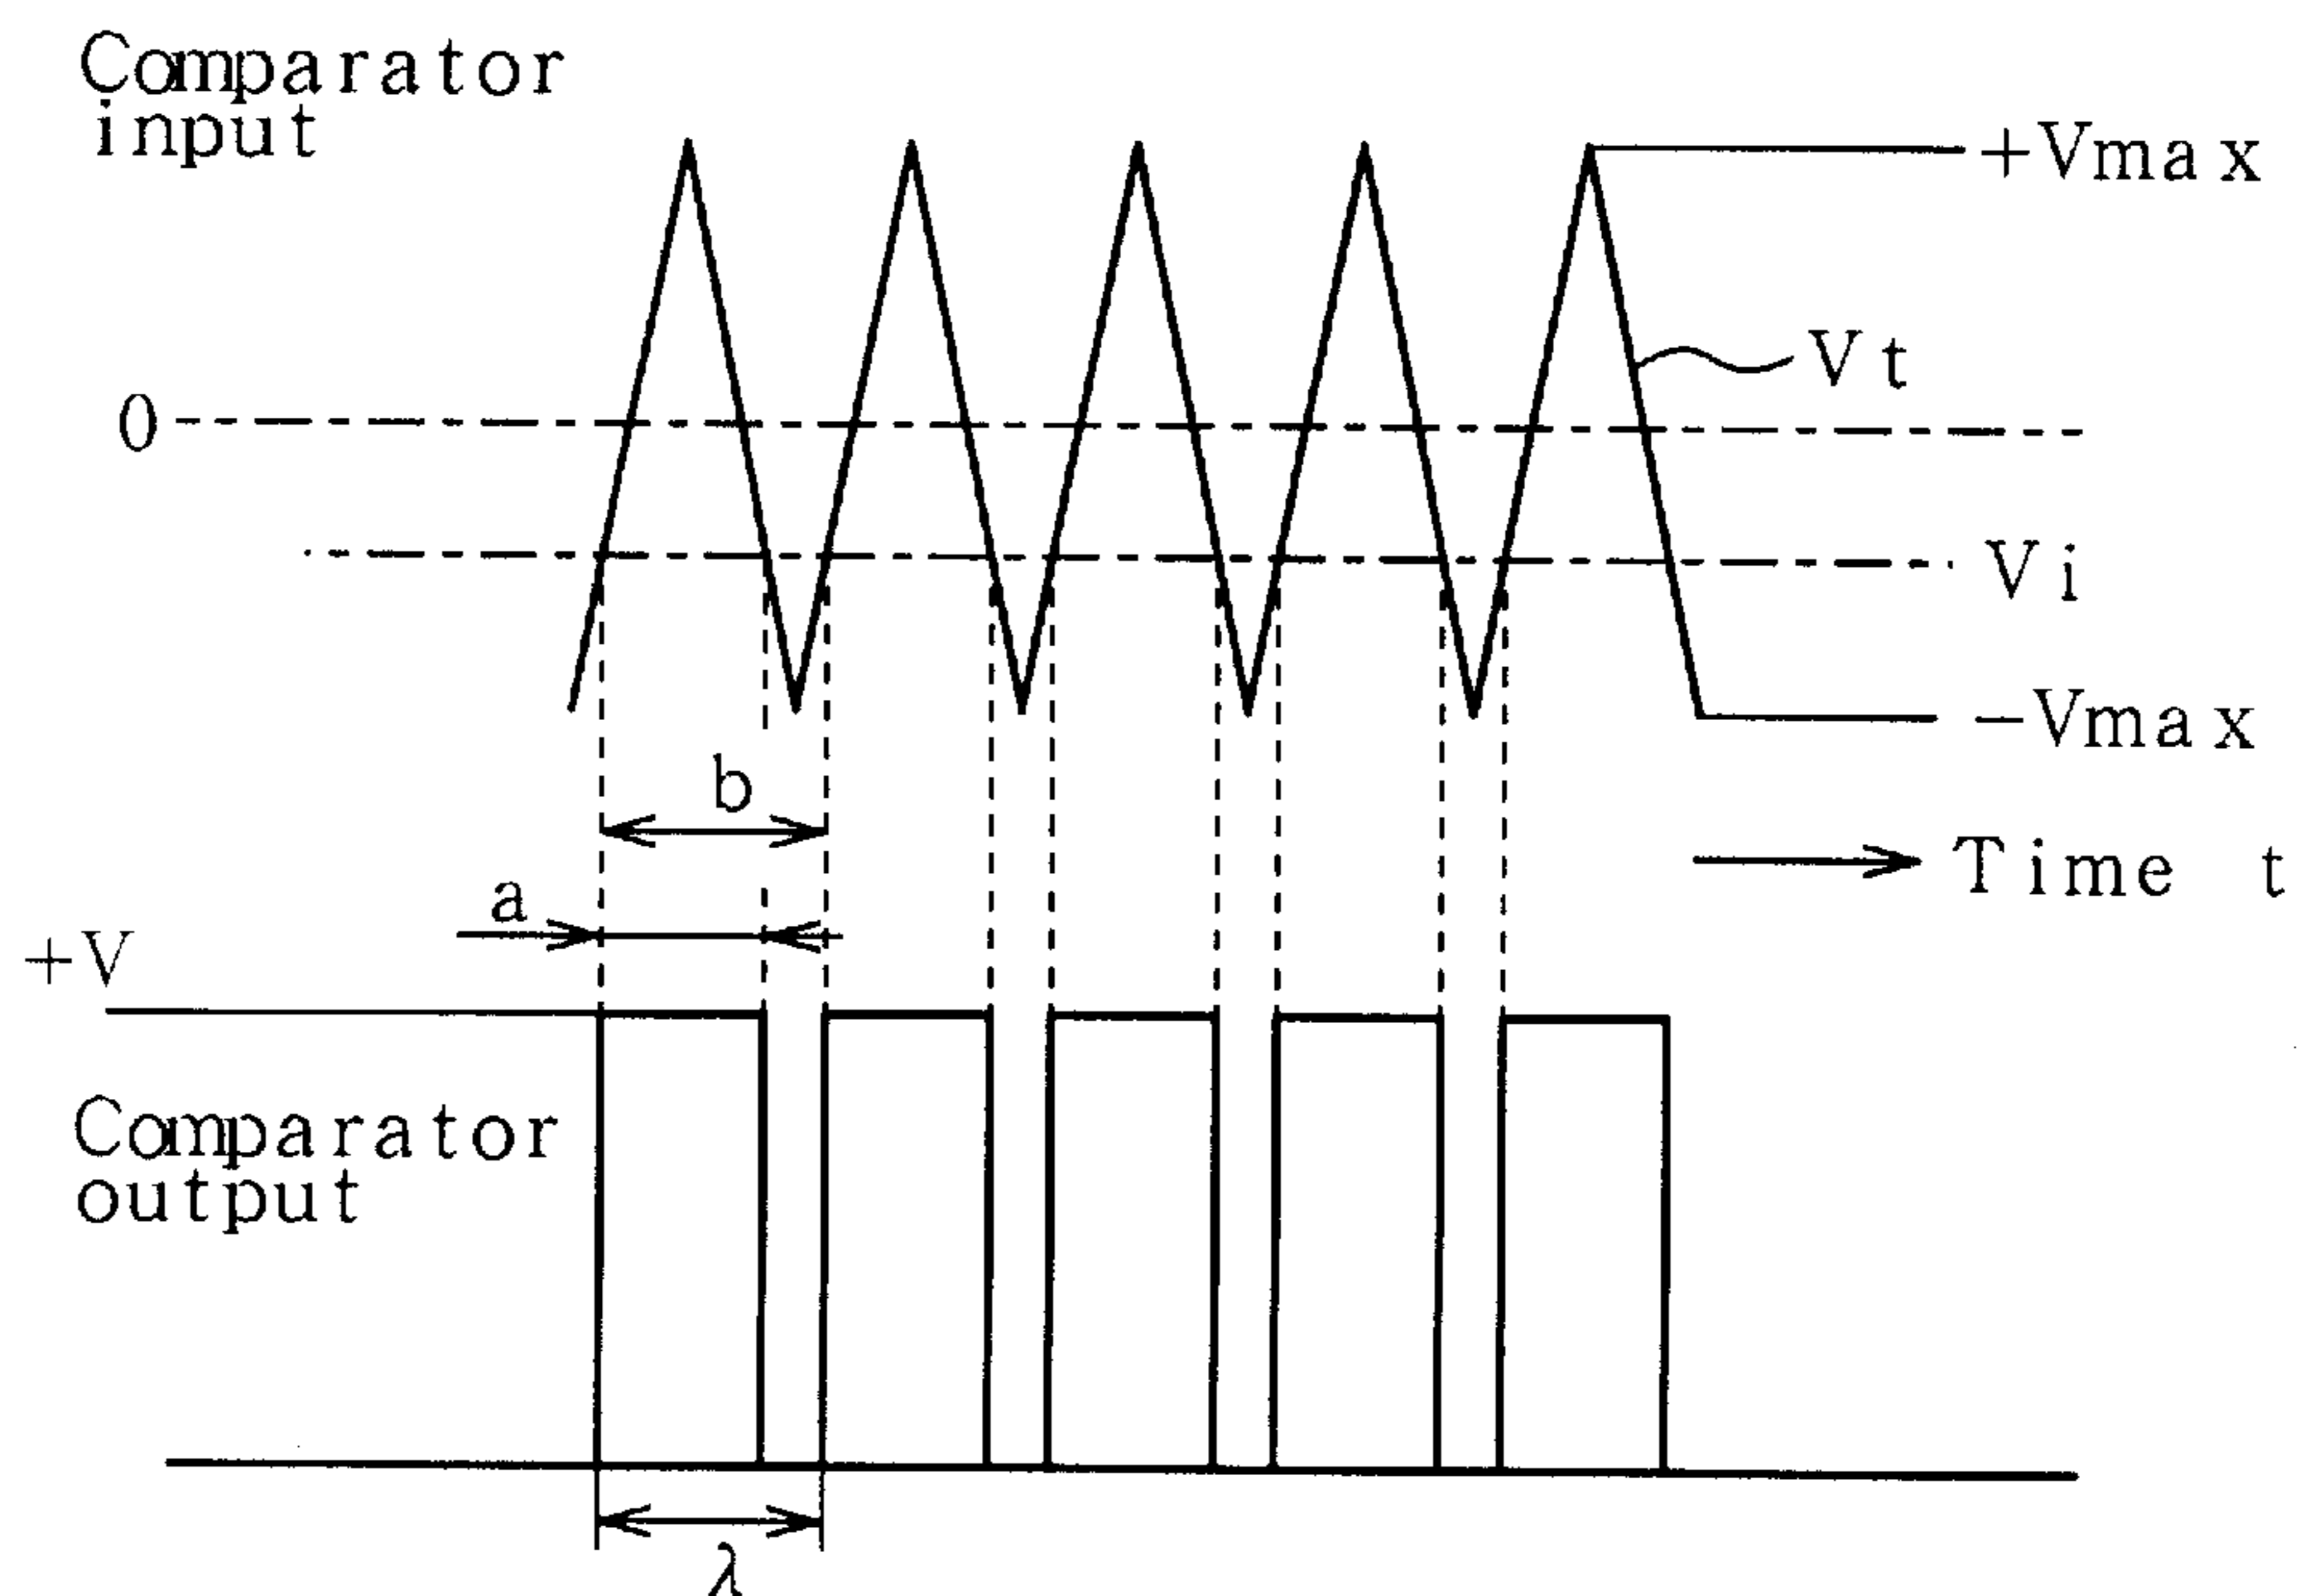 Comparator
input
+Vmax
Vt
0
Vi
-Vmax
b
Time t
a
+V
Comparator
output
λ